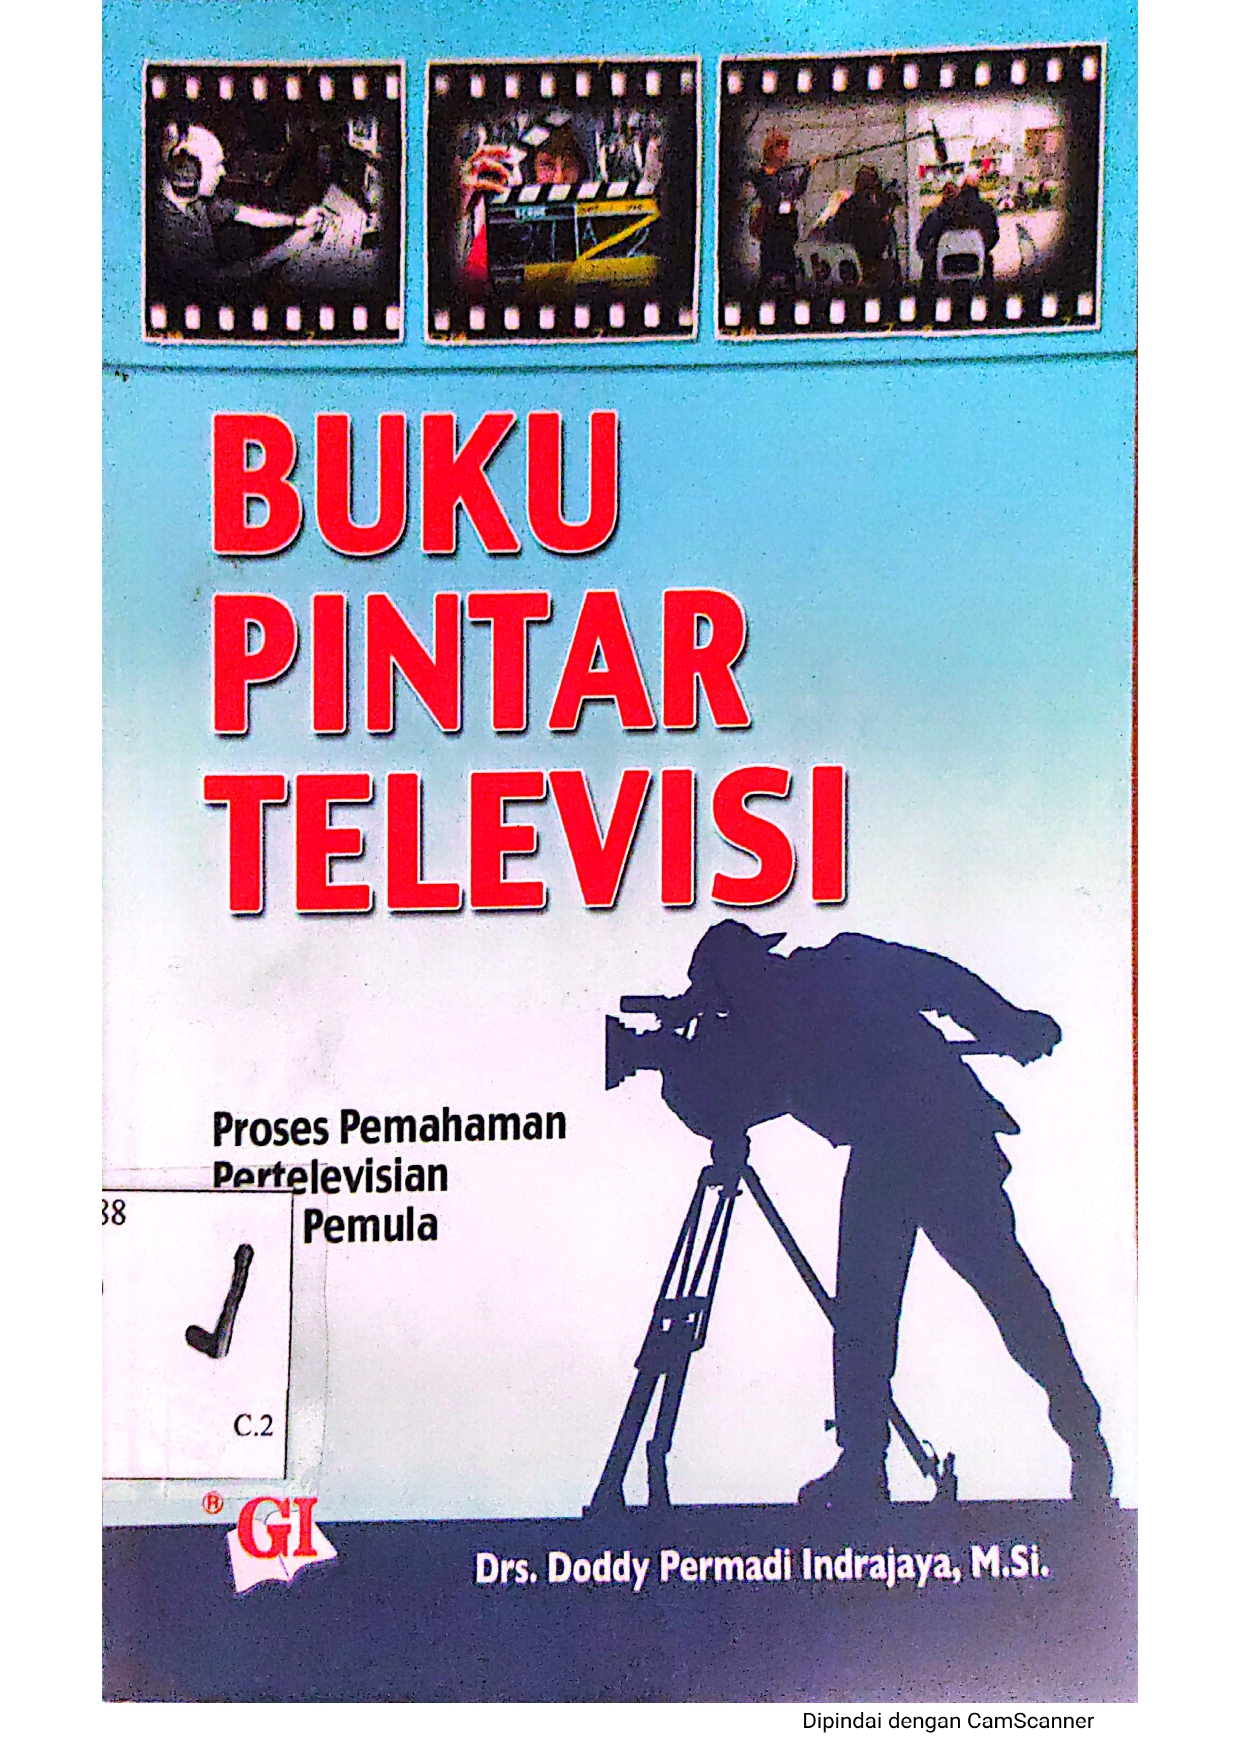 BUKU
PINTAR
TELEVISI
Proses Pemahaman
Pertelevisian
Pemula
38
C.2
® GI
Drs. Doddy Permadi Indrajaya, M.Si.
Dipindai dengan CamScanner